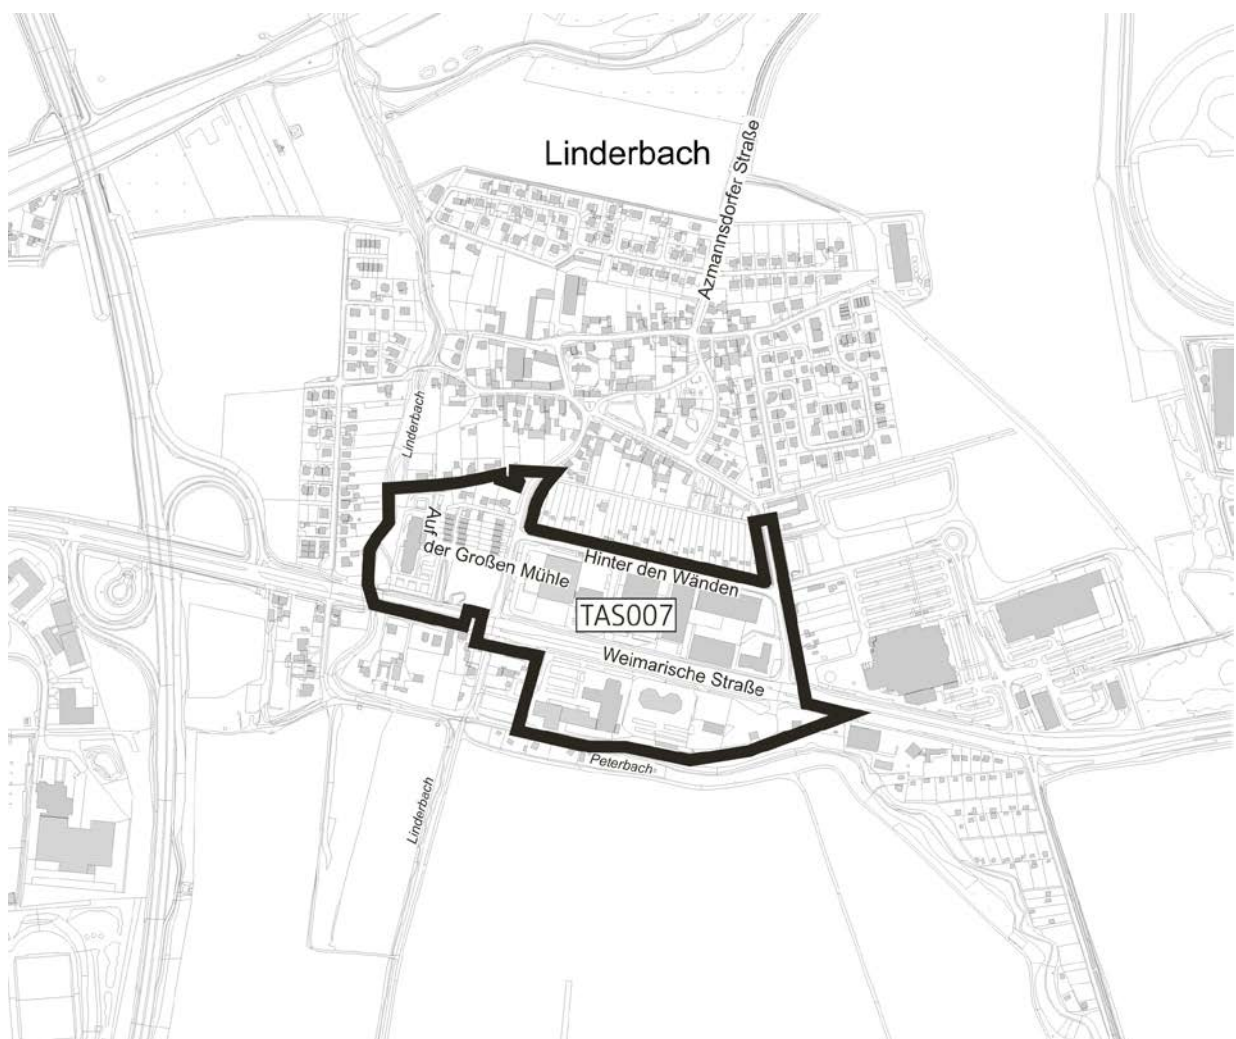 Linderbach
Azmannsdorfer Straße
Linderbach
Auf
der Großen Mühle
Hinter den Wänden
TAS007
Weimarische Straße
Peterbach
Linderbach